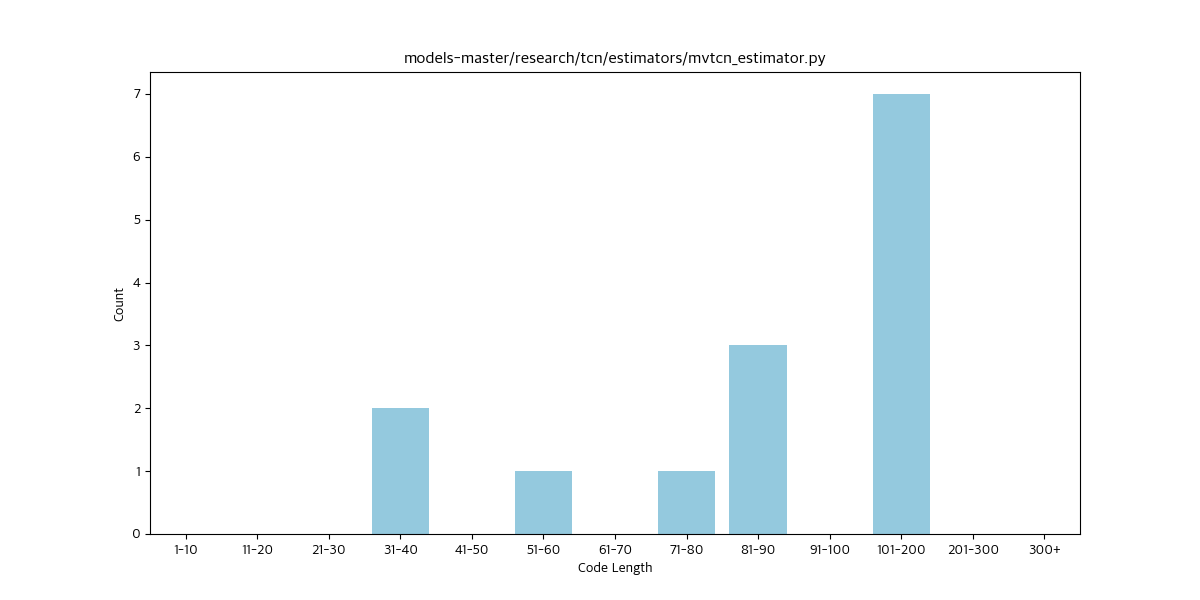 models-master/research/tcn/estimators/mvtcn_estimator.py
7
6
5
4
3
2
1
0
Count
1-10 11-20 21-30 31-40 41-50 51-60 61-70 71-80 81-90 91-100 101-200 201-300 300+
Code Length